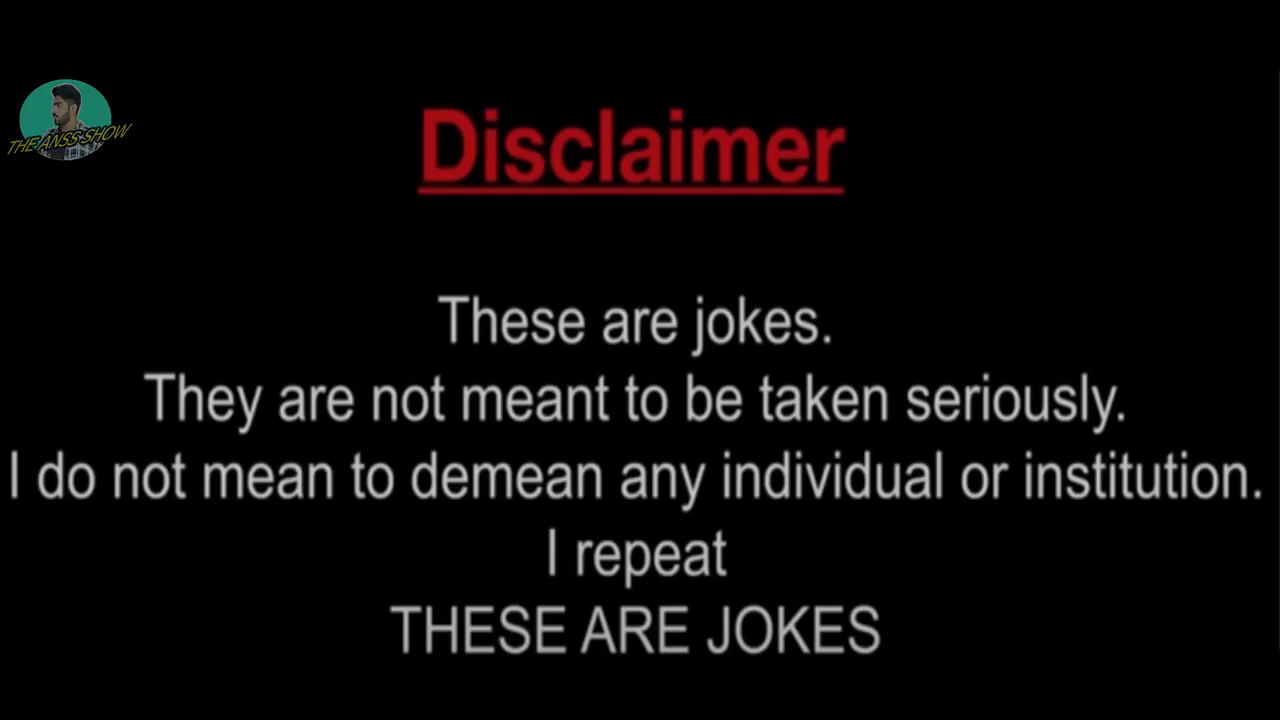 THE ANSS SHOW
Disclaimer
These are jokes.
They are not meant to be taken seriously.
I do not mean to demean any individual or institution.
I repeat
THESE ARE JOKES